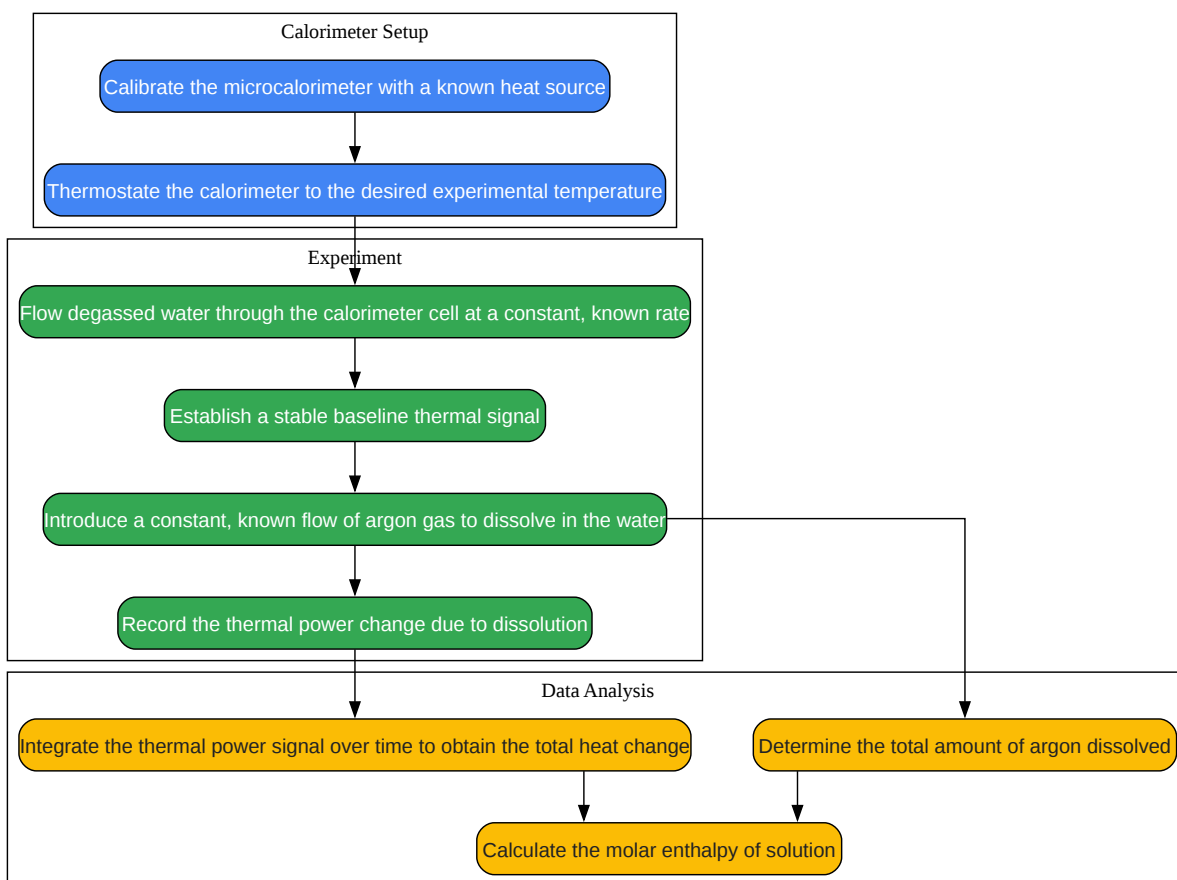 Calorimeter Setup
Calibrate the microcalorimeter with a known heat source
Thermostate the calorimeter to the desired experimental temperature
Experiment
Flow degassed water through the calorimeter cell at a constant, known rate
Establish a stable baseline thermal signal
Introduce a constant, known flow of argon gas to dissolve in the water
Record the thermal power change due to dissolution
Data Analysis
Integrate the thermal power signal over time to obtain the total heat change
Determine the total amount of argon dissolved
Calculate the molar enthalpy of solution